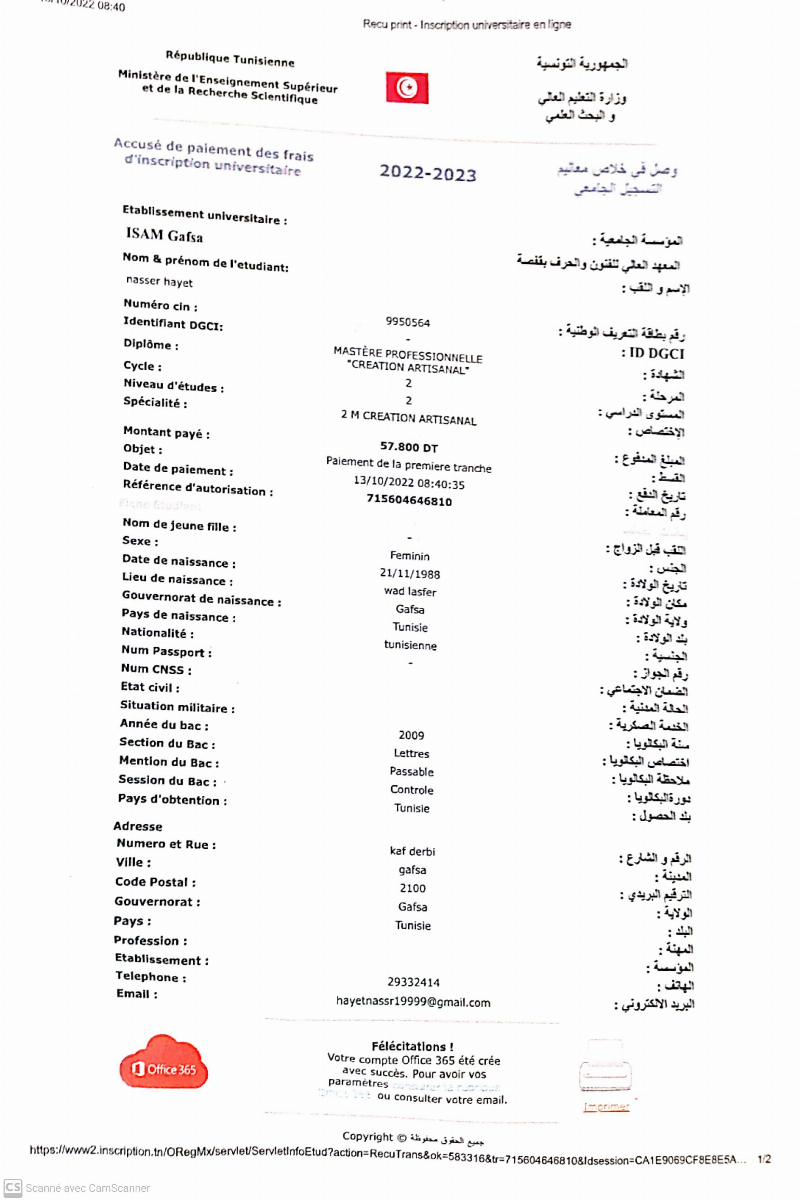 10/2022 08:40
Recu print - Inscription universitaire en ligne
République Tunisienne
الجمهورية التونسية
Ministère de l'Enseignement Supérieur
et de la Recherche Scientifique
وزارة التعليم العالي
و البحث العلمي
Accusé de paiement des frais
d'inscription universitaire
2022-2023
وصل في خلاص معاليم
التسجيل الجامعي
Etablissement universitaire :
المؤسسة الجامعية :
ISAM Gafsa
المعهد العالي للفنون والحرف بقفصة
Nom & prénom de l'etudiant:
الإسم و اللقب :
nasser hayet
Numéro cin : 9950564 رقم بطاقة التعريف الوطنية :
Identifiant DGCI: - ID DGCI :
Diplôme : MASTÈRE PROFESSIONNELLE
"CREATION ARTISANAL" الشهادة :
Cycle : 2 المرحلة :
Niveau d'études : 2 المستوى الدراسي :
Spécialité : 2 M CREATION ARTISANAL الإختصاص :
Montant payé : 57.800 DT المبلغ المدفوع :
Objet : Paiement de la premiere tranche القسط :
Date de paiement : 13/10/2022 08:40:35 تاريخ الدفع :
Référence d'autorisation : 715604646810 رقم المعاملة :
Fiche Etudiant
Nom de jeune fille : - اللقب قبل الزواج :
Sexe : Feminin الجنس :
Date de naissance : 21/11/1988 تاريخ الولادة :
Lieu de naissance : wad lasfer مكان الولادة :
Gouvernorat de naissance : Gafsa ولاية الولادة :
Pays de naissance : Tunisie بلد الولادة :
Nationalité : tunisienne الجنسية :
Num Passport : - رقم الجواز :
Num CNSS : الضمان الاجتماعي :
Etat civil : الحالة المدنية :
Situation militaire : الخدمة العسكرية :
Année du bac : 2009 سنة البكالويا :
Section du Bac : Lettres اختصاص البكالويا :
Mention du Bac : Passable ملاحظة البكالويا :
Session du Bac : Controle دورةالبكالويا :
Pays d'obtention : Tunisie بلد الحصول :
Adresse
Numero et Rue : kaf derbi الرقم و الشارع :
Ville : gafsa المدينة :
Code Postal : 2100 الترقيم البريدي :
Gouvernorat : Gafsa الولاية :
Pays : Tunisie البلد :
Profession : المهنة :
Etablissement : المؤسسة :
Telephone : 29332414 الهاتف :
Email : hayetnassr19999@gmail.com البريد الالكتروني :
Office 365
Félécitations !
Votre compte Office 365 été crée
avec succès. Pour avoir vos
paramètres consulter la rubrique
Office 365 ou consulter votre email.
Imprimer
Copyright © جميع الحقوق محفوظة
https://www2.inscription.tn/ORegMx/servlet/ServletInfoEtud?action=RecuTrans&ok=583316&tr=715604646810&Idsession=CA1E9069CF8E8E5A... 1/2
CS Scanné avec CamScanner